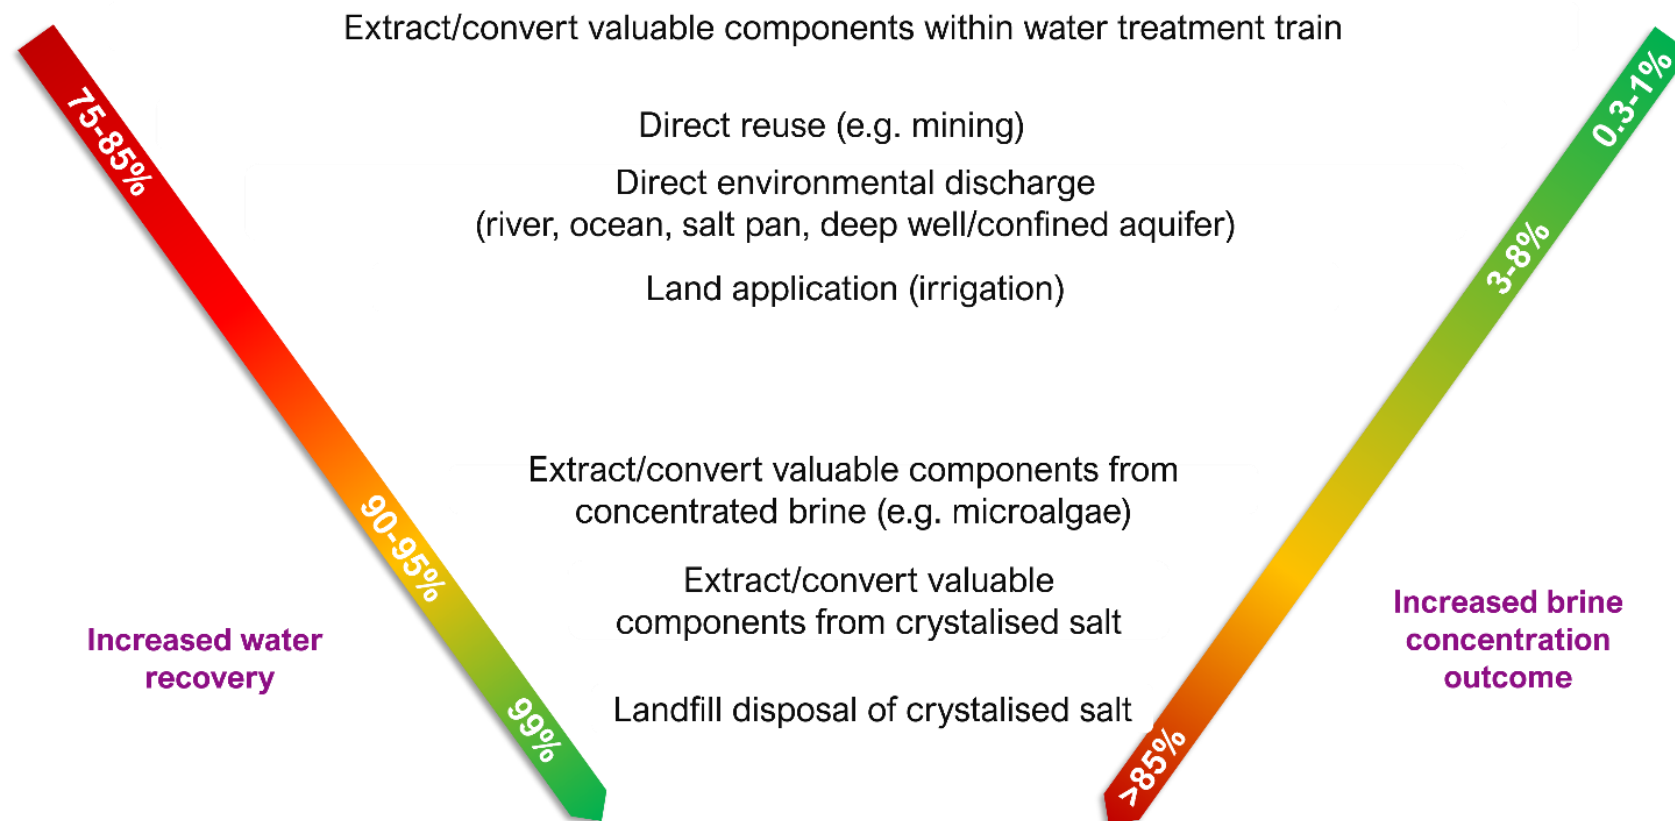 Extract/convert valuable components within water treatment train
75-85%
0.3-1%
Direct reuse (e.g. mining)
Direct environmental discharge
(river, ocean, salt pan, deep well/confined aquifer)
3-8%
Land application (irrigation)
Extract/convert valuable components from
concentrated brine (e.g. microalgae)
90-95%
Extract/convert valuable
components from crystalised salt
Increased water
recovery
Increased brine
concentration
outcome
Landfill disposal of crystalised salt
99%
>85%